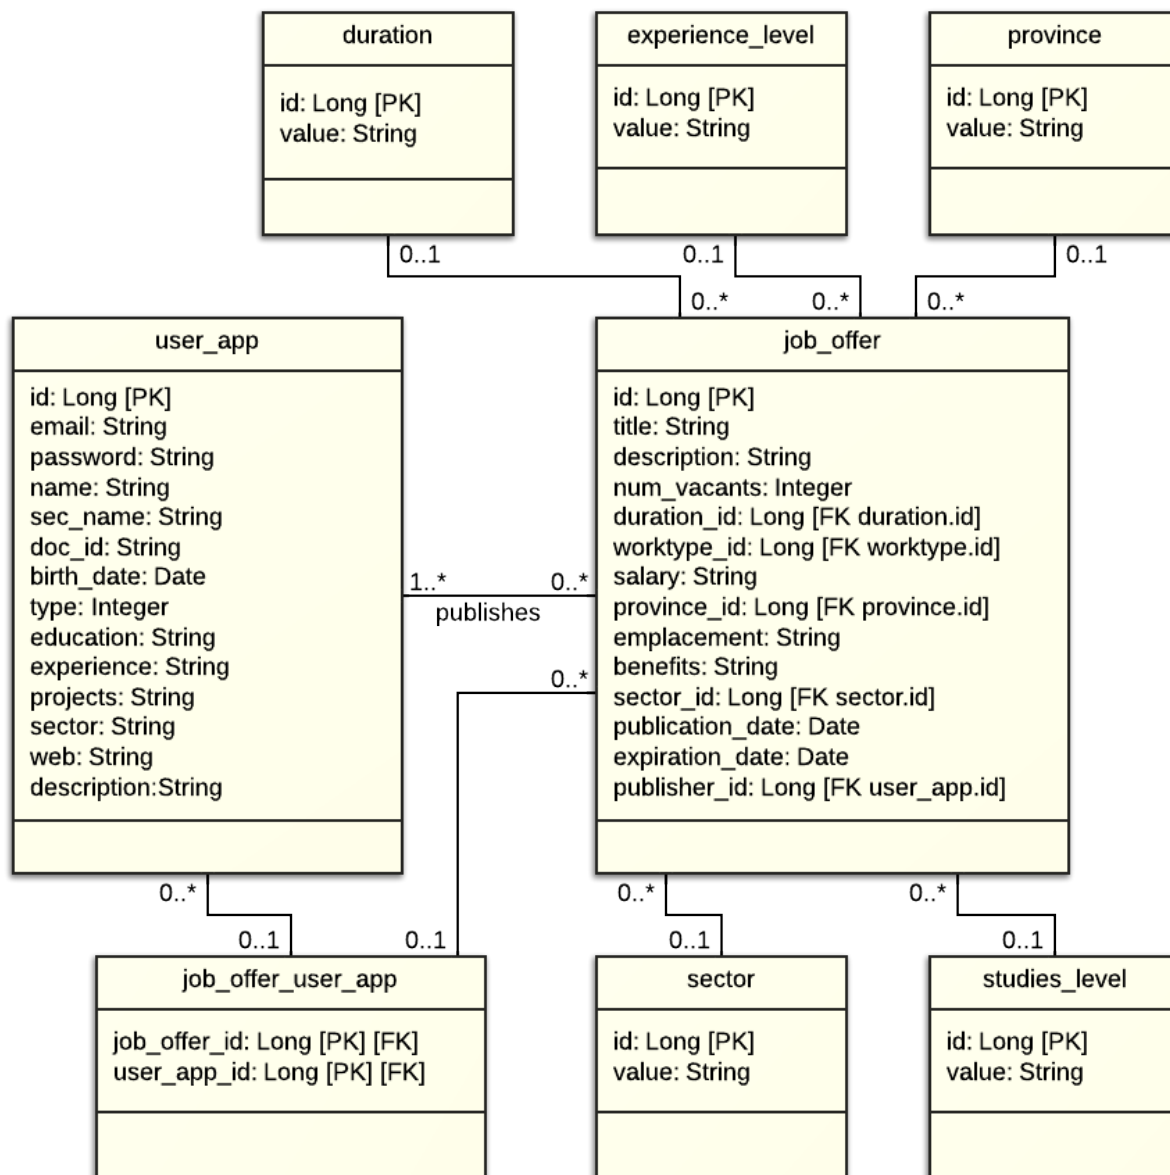 duration
id: Long [PK]
value: String
experience_level
id: Long [PK]
value: String
province
id: Long [PK]
value: String
0..1
0..1
0..1
0..*
0..*
0..*
user_app
id: Long [PK]
email: String
password: String
name: String
sec_name: String
doc_id: String
birth_date: Date
type: Integer
education: String
experience: String
projects: String
sector: String
web: String
description:String
1..*
0..*
publishes
0..*
job_offer
id: Long [PK]
title: String
description: String
num_vacants: Integer
duration_id: Long [FK duration.id]
worktype_id: Long [FK worktype.id]
salary: String
province_id: Long [FK province.id]
emplacement: String
benefits: String
sector_id: Long [FK sector.id]
publication_date: Date
expiration_date: Date
publisher_id: Long [FK user_app.id]
0..*
0..*
0..*
0..1
0..1
0..1
0..1
job_offer_user_app
job_offer_id: Long [PK] [FK]
user_app_id: Long [PK] [FK]
sector
id: Long [PK]
value: String
studies_level
id: Long [PK]
value: String